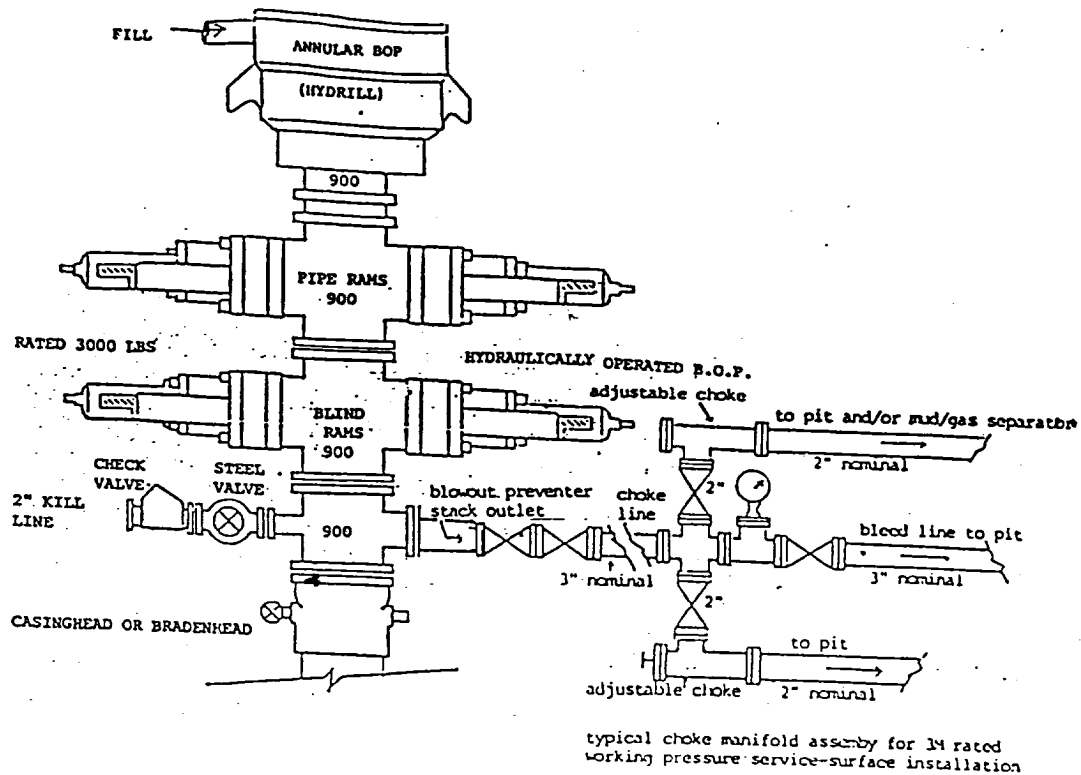 FILL
ANNULAR BOP
(HYDRILL)
900
PIPE RAMS
900
RATED 3000 LBS
HYDRAULICALLY OPERATED B.O.P.
adjustable choke
to pit and/or mud/gas separator
2" nominal
BLIND
RAMS
900
CHECK
VALVE
STEEL
VALVE
2" KILL
LINE
blowout preventer
stack outlet
choke
line
2"
900
3" nominal
bleed line to pit
3" nominal
2"
CASINGHEAD OR BRADENHEAD
to pit
adjustable choke
2" nominal
typical choke manifold assemby for 3M rated
working pressure service-surface installation